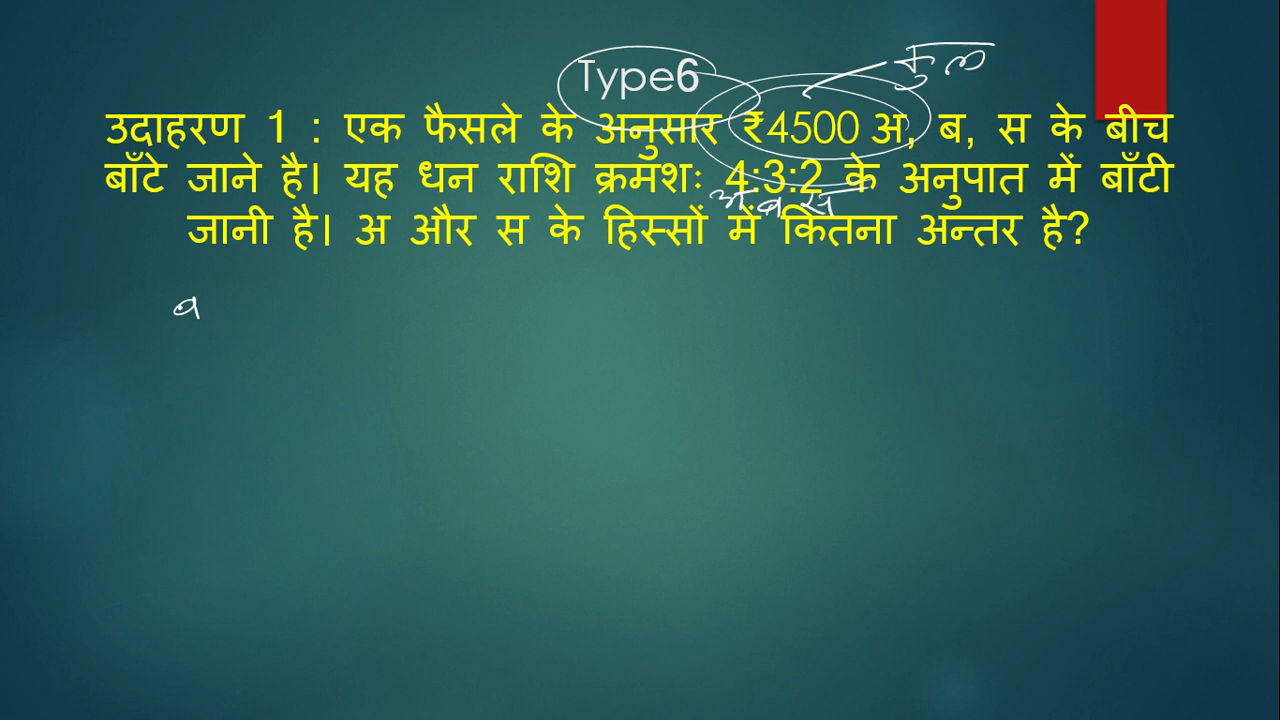 Type6
कुल
उदाहरण 1 : एक फैसले के अनुसार ₹4500 अ, ब, स के बीच
बाँटे जाने है। यह धन राशि क्रमशः 4:3:2 के अनुपात में बाँटी
अ ब स
जानी है। अ और स के हिस्सों में कितना अन्तर है?